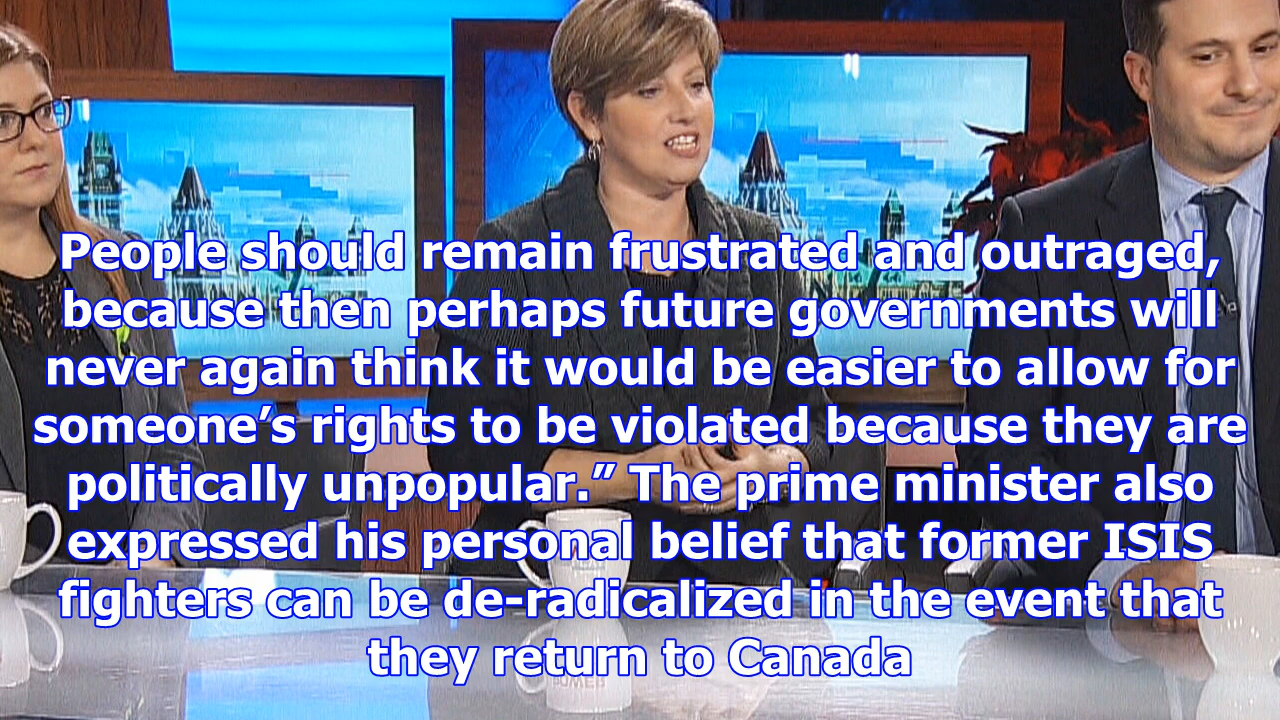 People should remain frustrated and outraged,
because then perhaps future governments will
never again think it would be easier to allow for
someone’s rights to be violated because they are
politically unpopular.” The prime minister also
expressed his personal belief that former ISIS
fighters can be de-radicalized in the event that
they return to Canada